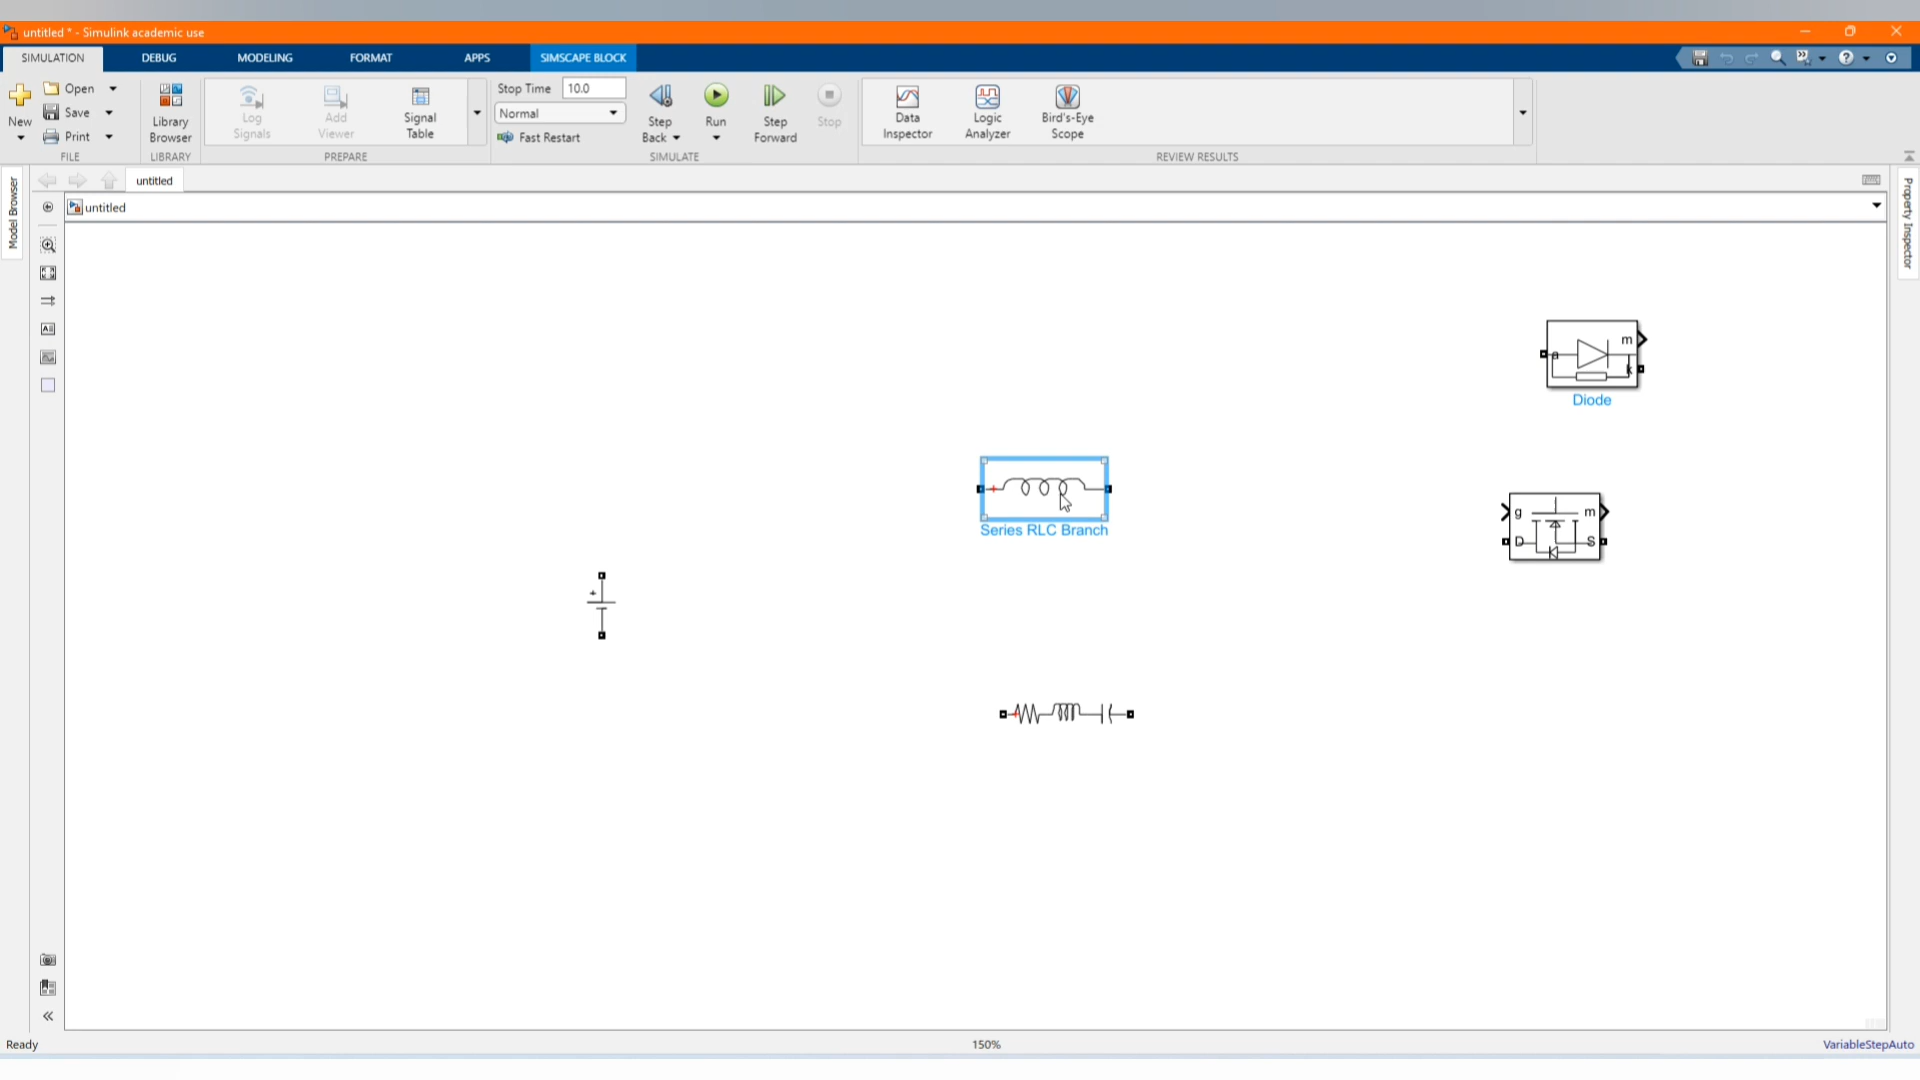 untitled * - Simulink academic use
SIMULATION DEBUG MODELING FORMAT APPS SIMSCAPE BLOCK
New
Open
Save
Print
FILE
Library
Browser
LIBRARY
Log
Signals
Add
Viewer
Signal
Table
PREPARE
Stop Time 10.0
Normal
Fast Restart
Step
Back
Run
Step
Forward
Stop
SIMULATE
Data
Inspector
Logic
Analyzer
Bird's-Eye
Scope
REVIEW RESULTS
Model Browser
untitled
untitled
Property Inspector
a m
k
Diode
Series RLC Branch
g m
D S
Ready 150% VariableStepAuto